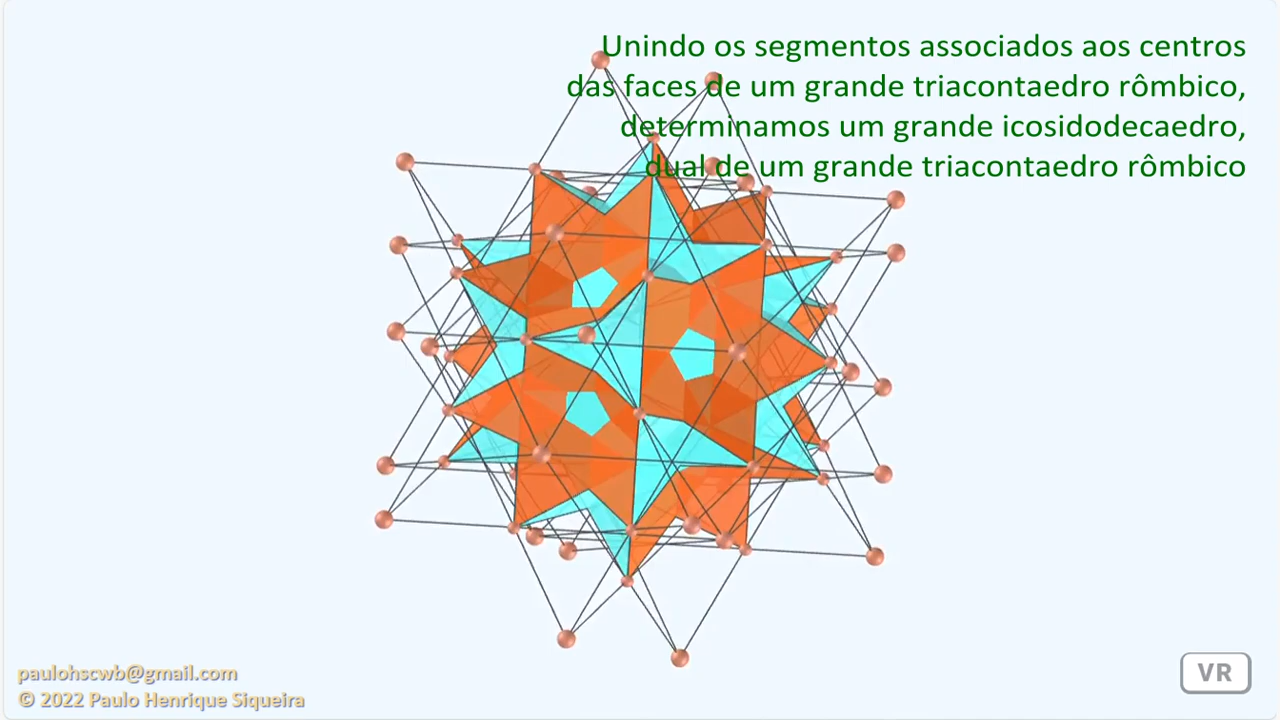 Unindo os segmentos associados aos centros
das faces de um grande triacontaedro rômbico,
determinamos um grande icosidodecaedro,
dual de um grande triacontaedro rômbico
paulohscwb@gmail.com
© 2022 Paulo Henrique Siqueira
VR